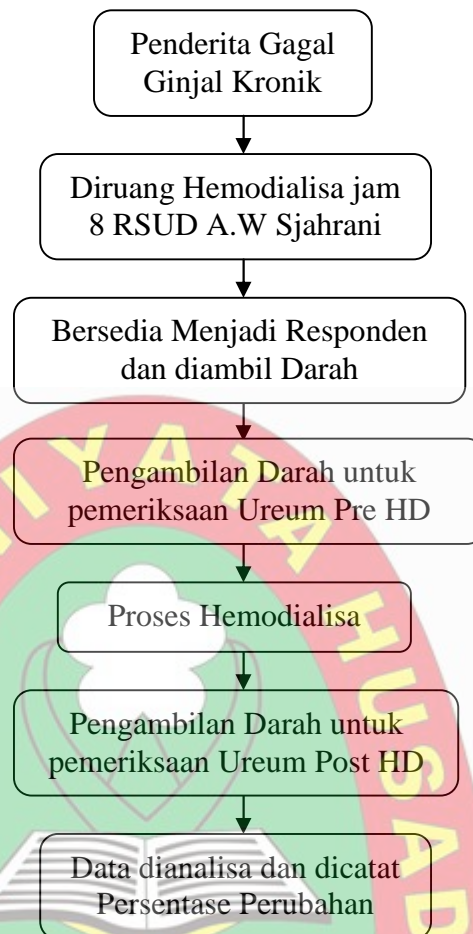 Penderita Gagal
Ginjal Kronik
Diruang Hemodialisa jam
8 RSUD A.W Sjahrani
Bersedia Menjadi Responden
dan diambil Darah
Pengambilan Darah untuk
pemeriksaan Ureum Pre HD
Proses Hemodialisa
Pengambilan Darah untuk
pemeriksaan Ureum Post HD
Data dianalisa dan dicatat
Persentase Perubahan
IYATA HUSAD